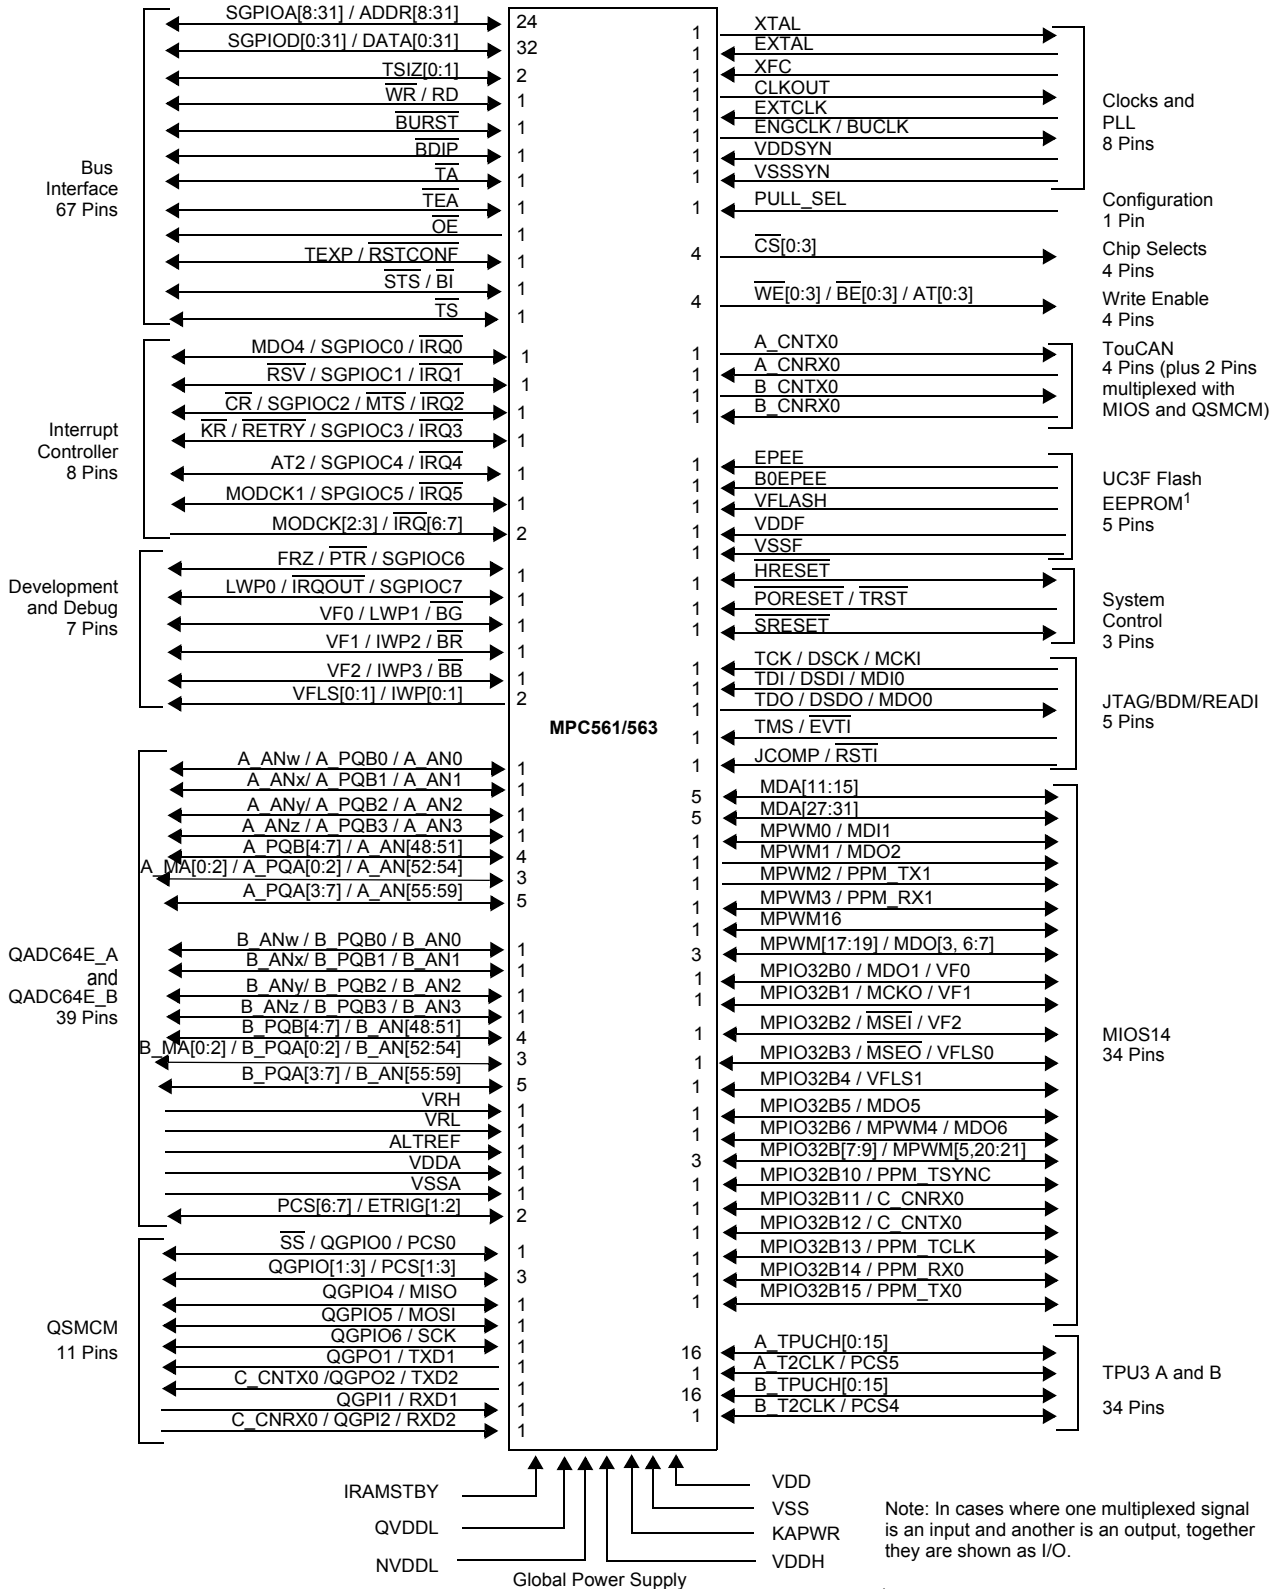 SGPIOA[8:31] / ADDR[8:31] 24
SGPIOD[0:31] / DATA[0:31] 32
TSIZ[0:1] 2
WR / RD 1
BURST 1
BDIP 1
TA 1
TEA 1
OE 1
TEXP / RSTCONF 1
STS / BI 1
TS 1
Bus
Interface
67 Pins
MDO4 / SGPIOC0 / IRQ0 1
RSV / SGPIOC1 / IRQ1 1
CR / SGPIOC2 / MTS / IRQ2 1
KR / RETRY / SGPIOC3 / IRQ3 1
AT2 / SGPIOC4 / IRQ4 1
MODCK1 / SPGIOC5 / IRQ5 1
MODCK[2:3] / IRQ[6:7] 2
Interrupt
Controller
8 Pins
FRZ / PTR / SGPIOC6 1
LWP0 / IRQOUT / SGPIOC7 1
VF0 / LWP1 / BG 1
VF1 / IWP2 / BR 1
VF2 / IWP3 / BB 1
VFLS[0:1] / IWP[0:1] 2
Development
and Debug
7 Pins
A_ANw / A_PQB0 / A_AN0 1
A_ANx/ A_PQB1 / A_AN1 1
A_ANy/ A_PQB2 / A_AN2 1
A_ANz / A_PQB3 / A_AN3 1
A_PQB[4:7] / A_AN[48:51] 4
A_MA[0:2] / A_PQA[0:2] / A_AN[52:54] 3
A_PQA[3:7] / A_AN[55:59] 5
B_ANw / B_PQB0 / B_AN0 1
B_ANx/ B_PQB1 / B_AN1 1
B_ANy/ B_PQB2 / B_AN2 1
B_ANz / B_PQB3 / B_AN3 1
B_PQB[4:7] / B_AN[48:51] 4
B_MA[0:2] / B_PQA[0:2] / B_AN[52:54] 3
B_PQA[3:7] / B_AN[55:59] 5
VRH 1
VRL 1
ALTREF 1
VDDA 1
VSSA 1
PCS[6:7] / ETRIG[1:2] 2
QADC64E_A
and
QADC64E_B
39 Pins
SS / QGPIO0 / PCS0 1
QGPIO[1:3] / PCS[1:3] 3
QGPIO4 / MISO 1
QGPIO5 / MOSI 1
QGPIO6 / SCK 1
QGPO1 / TXD1 1
C_CNTX0 /QGPO2 / TXD2 1
QGPI1 / RXD1 1
C_CNRX0 / QGPI2 / RXD2 1
QSMCM
11 Pins
MPC561/563
1 XTAL
1 EXTAL
1 XFC
1 CLKOUT
1 EXTCLK
1 ENGCLK / BUCLK
1 VDDSYN
1 VSSSYN
Clocks and
PLL
8 Pins
1 PULL_SEL
Configuration
1 Pin
4 CS[0:3]
Chip Selects
4 Pins
4 WE[0:3] / BE[0:3] / AT[0:3]
Write Enable
4 Pins
1 A_CNTX0
1 A_CNRX0
1 B_CNTX0
1 B_CNRX0
TouCAN
4 Pins (plus 2 Pins
multiplexed with
MIOS and QSMCM)
1 EPEE
1 B0EPEE
1 VFLASH
1 VDDF
1 VSSF
UC3F Flash
EEPROM1
5 Pins
1 HRESET
1 PORESET / TRST
1 SRESET
System
Control
3 Pins
1 TCK / DSCK / MCKI
1 TDI / DSDI / MDI0
1 TDO / DSDO / MDO0
1 TMS / EVTI
1 JCOMP / RSTI
JTAG/BDM/READI
5 Pins
5 MDA[11:15]
5 MDA[27:31]
1 MPWM0 / MDI1
1 MPWM1 / MDO2
1 MPWM2 / PPM_TX1
1 MPWM3 / PPM_RX1
1 MPWM16
3 MPWM[17:19] / MDO[3, 6:7]
1 MPIO32B0 / MDO1 / VF0
1 MPIO32B1 / MCKO / VF1
1 MPIO32B2 / MSEI / VF2
1 MPIO32B3 / MSEO / VFLS0
1 MPIO32B4 / VFLS1
1 MPIO32B5 / MDO5
1 MPIO32B6 / MPWM4 / MDO6
3 MPIO32B[7:9] / MPWM[5,20:21]
1 MPIO32B10 / PPM_TSYNC
1 MPIO32B11 / C_CNRX0
1 MPIO32B12 / C_CNTX0
1 MPIO32B13 / PPM_TCLK
1 MPIO32B14 / PPM_RX0
1 MPIO32B15 / PPM_TX0
MIOS14
34 Pins
16 A_TPUCH[0:15]
1 A_T2CLK / PCS5
16 B_TPUCH[0:15]
1 B_T2CLK / PCS4
TPU3 A and B
34 Pins
IRAMSTBY
QVDDL
NVDDL
VDD
VSS
KAPWR
VDDH
Global Power Supply
Note: In cases where one multiplexed signal
is an input and another is an output, together
they are shown as I/O.